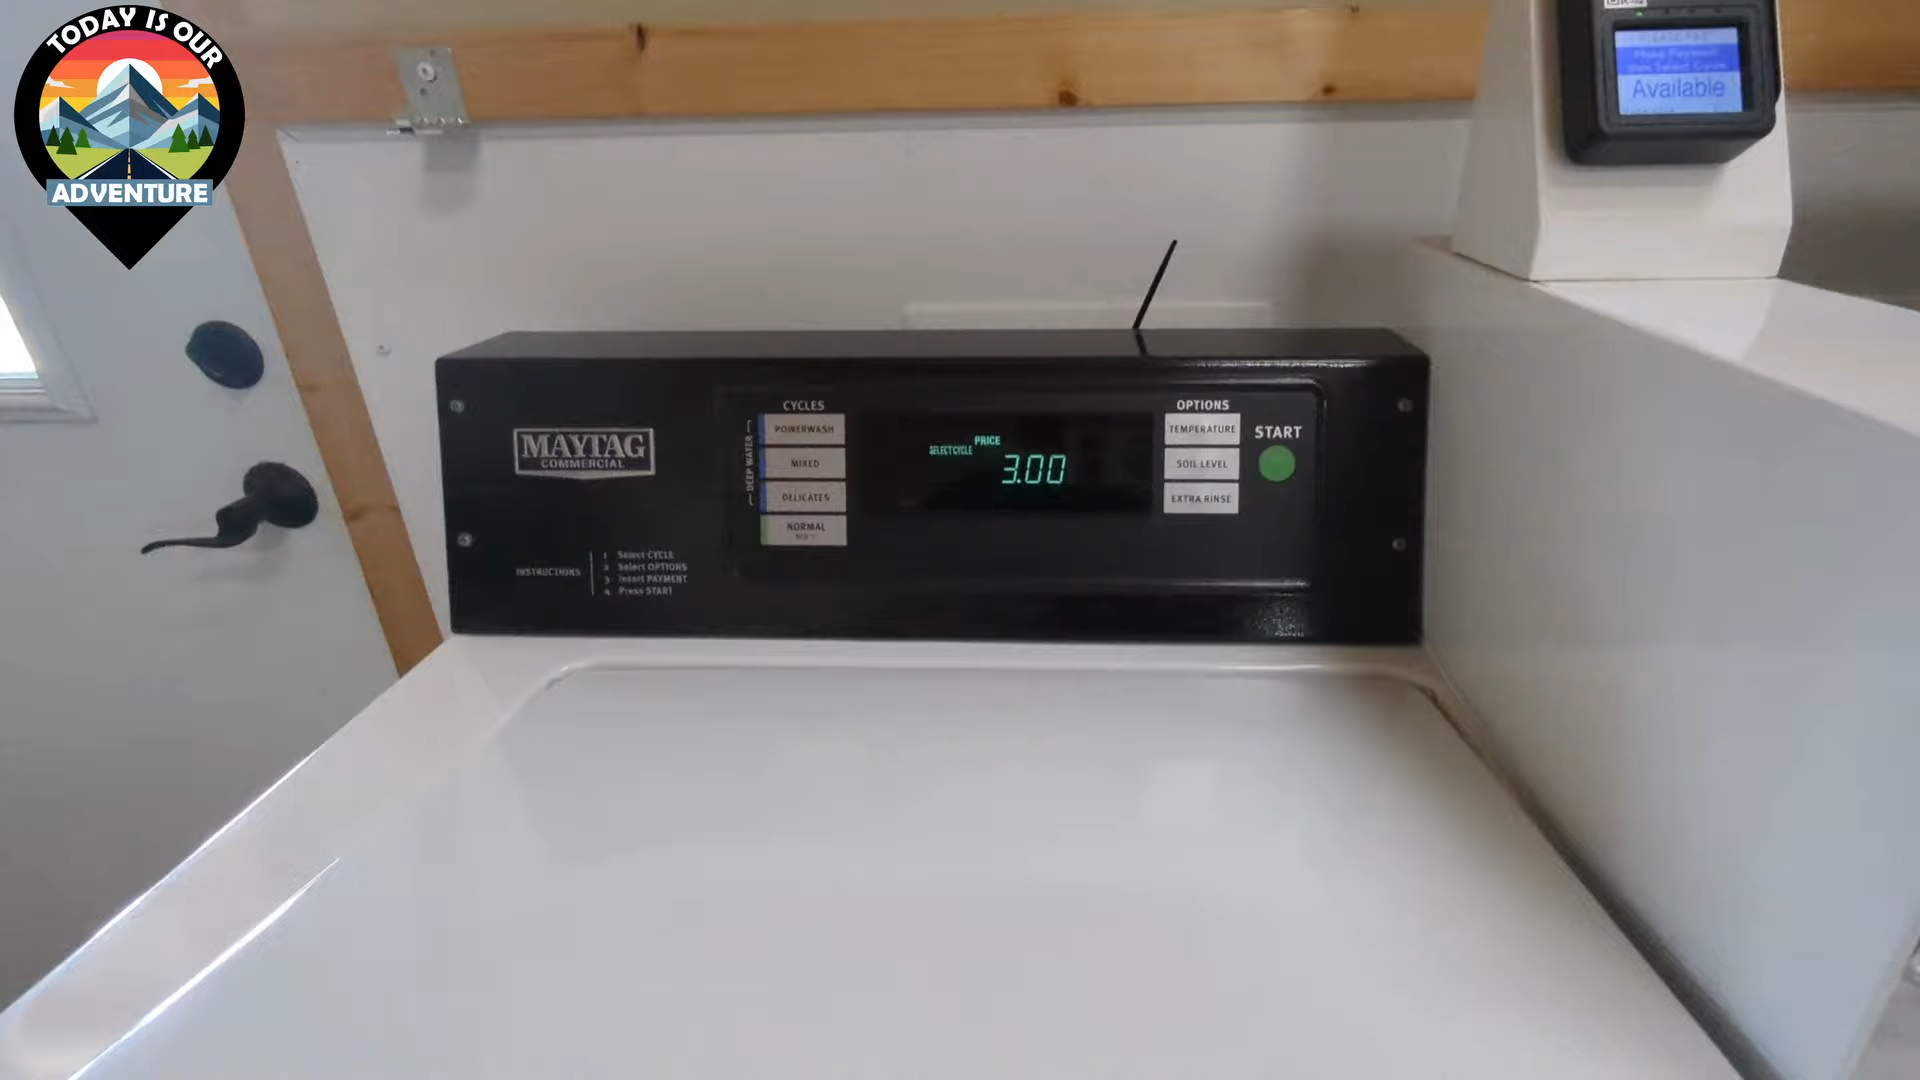 TODAY IS OUR
ADVENTURE
Available
MAYTAG
COMMERCIAL
CYCLES
DEEP WATER
POWERWASH
MIXED
DELICATES
NORMAL
SELECT CYCLE
PRICE
3.00
OPTIONS
TEMPERATURE
SOIL LEVEL
EXTRA RINSE
START
INSTRUCTIONS
1 Select CYCLE
2 Select OPTIONS
3 Insert PAYMENT
4 Press START